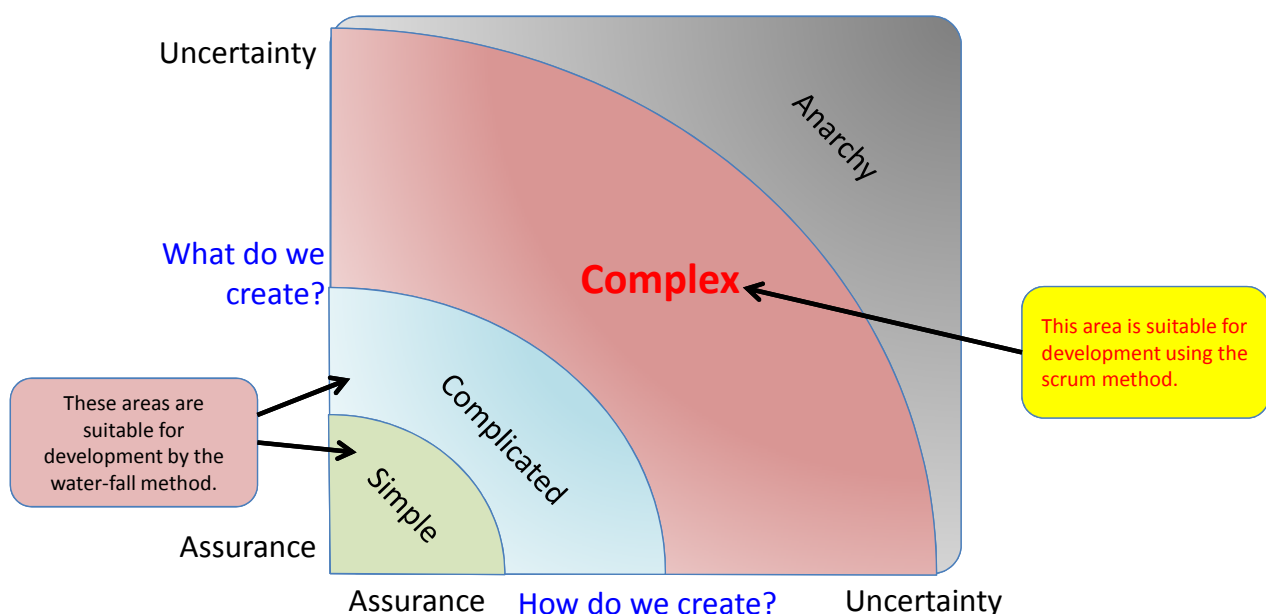 Uncertainty
Anarchy
What do we
create?
Complex
This area is suitable for
development using the
scrum method.
These areas are
suitable for
development by the
water-fall method.
Complicated
Simple
Assurance
Assurance
How do we create?
Uncertainty